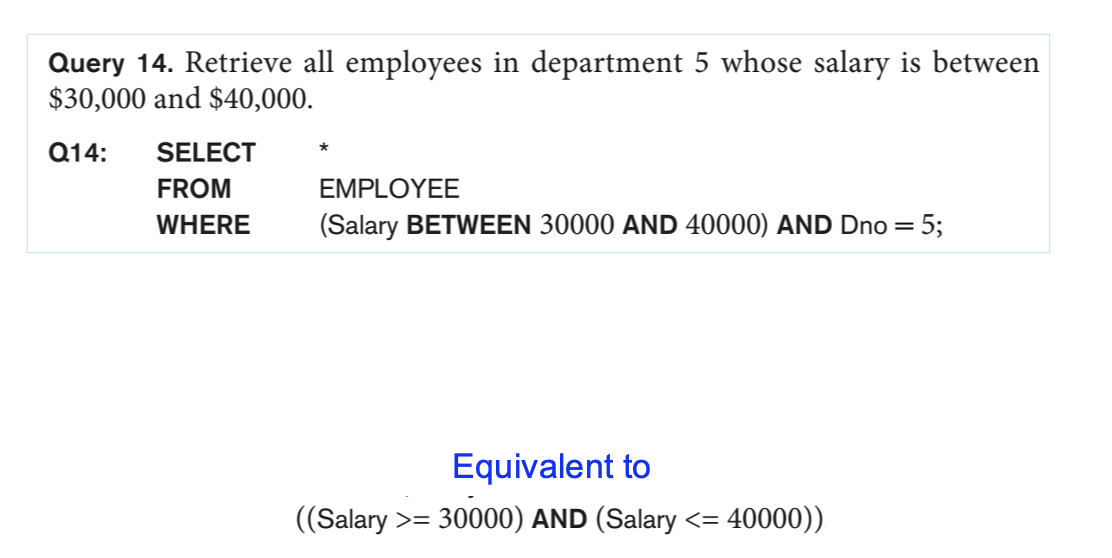 Query 14. Retrieve all employees in department 5 whose salary is between
$30,000 and $40,000.
Q14: SELECT *
FROM EMPLOYEE
WHERE (Salary BETWEEN 30000 AND 40000) AND Dno = 5;
Equivalent to
((Salary >= 30000) AND (Salary <= 40000))